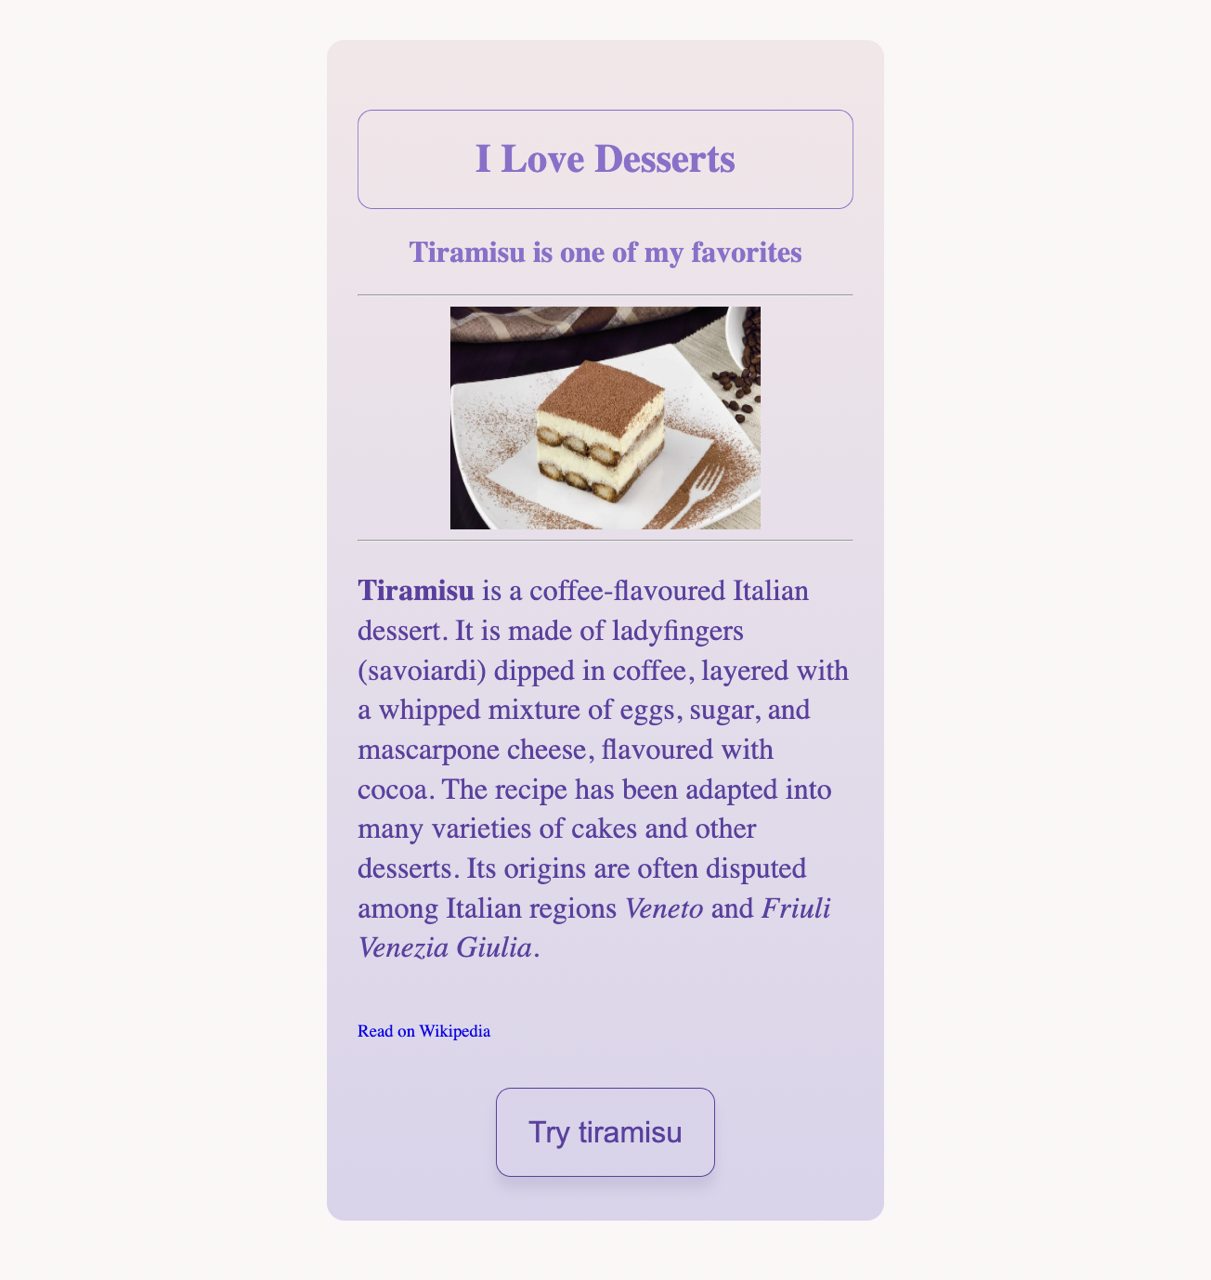 I Love Desserts
Tiramisu is one of my favorites
Tiramisu is a coffee-flavoured Italian
dessert. It is made of ladyfingers
(savoiardi) dipped in coffee, layered with
a whipped mixture of eggs, sugar, and
mascarpone cheese, flavoured with
cocoa. The recipe has been adapted into
many varieties of cakes and other
desserts. Its origins are often disputed
among Italian regions Veneto and Friuli
Venezia Giulia.
Read on Wikipedia
Try tiramisu